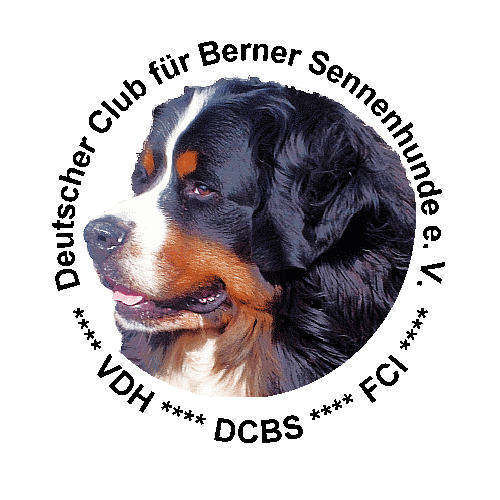 Deutscher Club für Berner Sennenhunde e. V.
**** VDH **** DCBS **** FCI ****